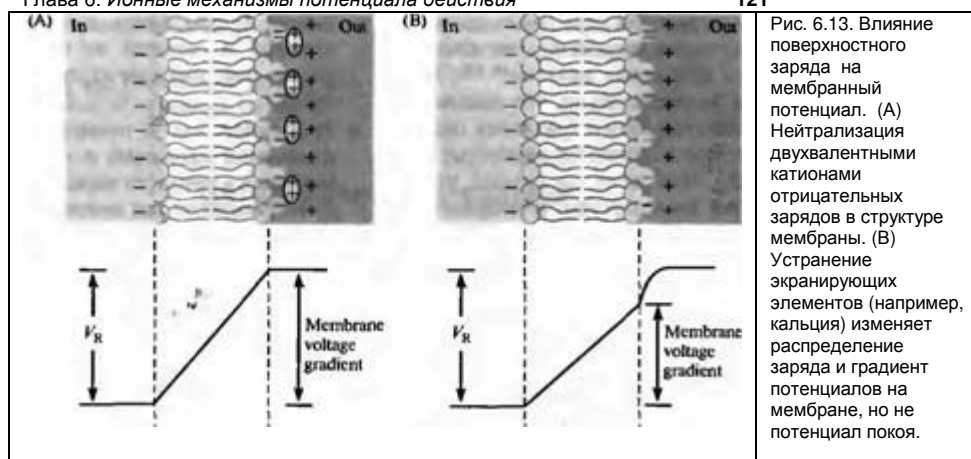 Глава 6. Ионные механизмы потенциала действия 121
(A) In Out
(B) In Out
V_R
Membrane
voltage
gradient
V_R
Membrane
voltage
gradient
Рис. 6.13. Влияние
поверхностного
заряда на
мембранный
потенциал. (A)
Нейтрализация
двухвалентными
катионами
отрицательных
зарядов в структуре
мембраны. (B)
Устранение
экранирующих
элементов (например,
кальция) изменяет
распределение
заряда и градиент
потенциалов на
мембране, но не
потенциал покоя.